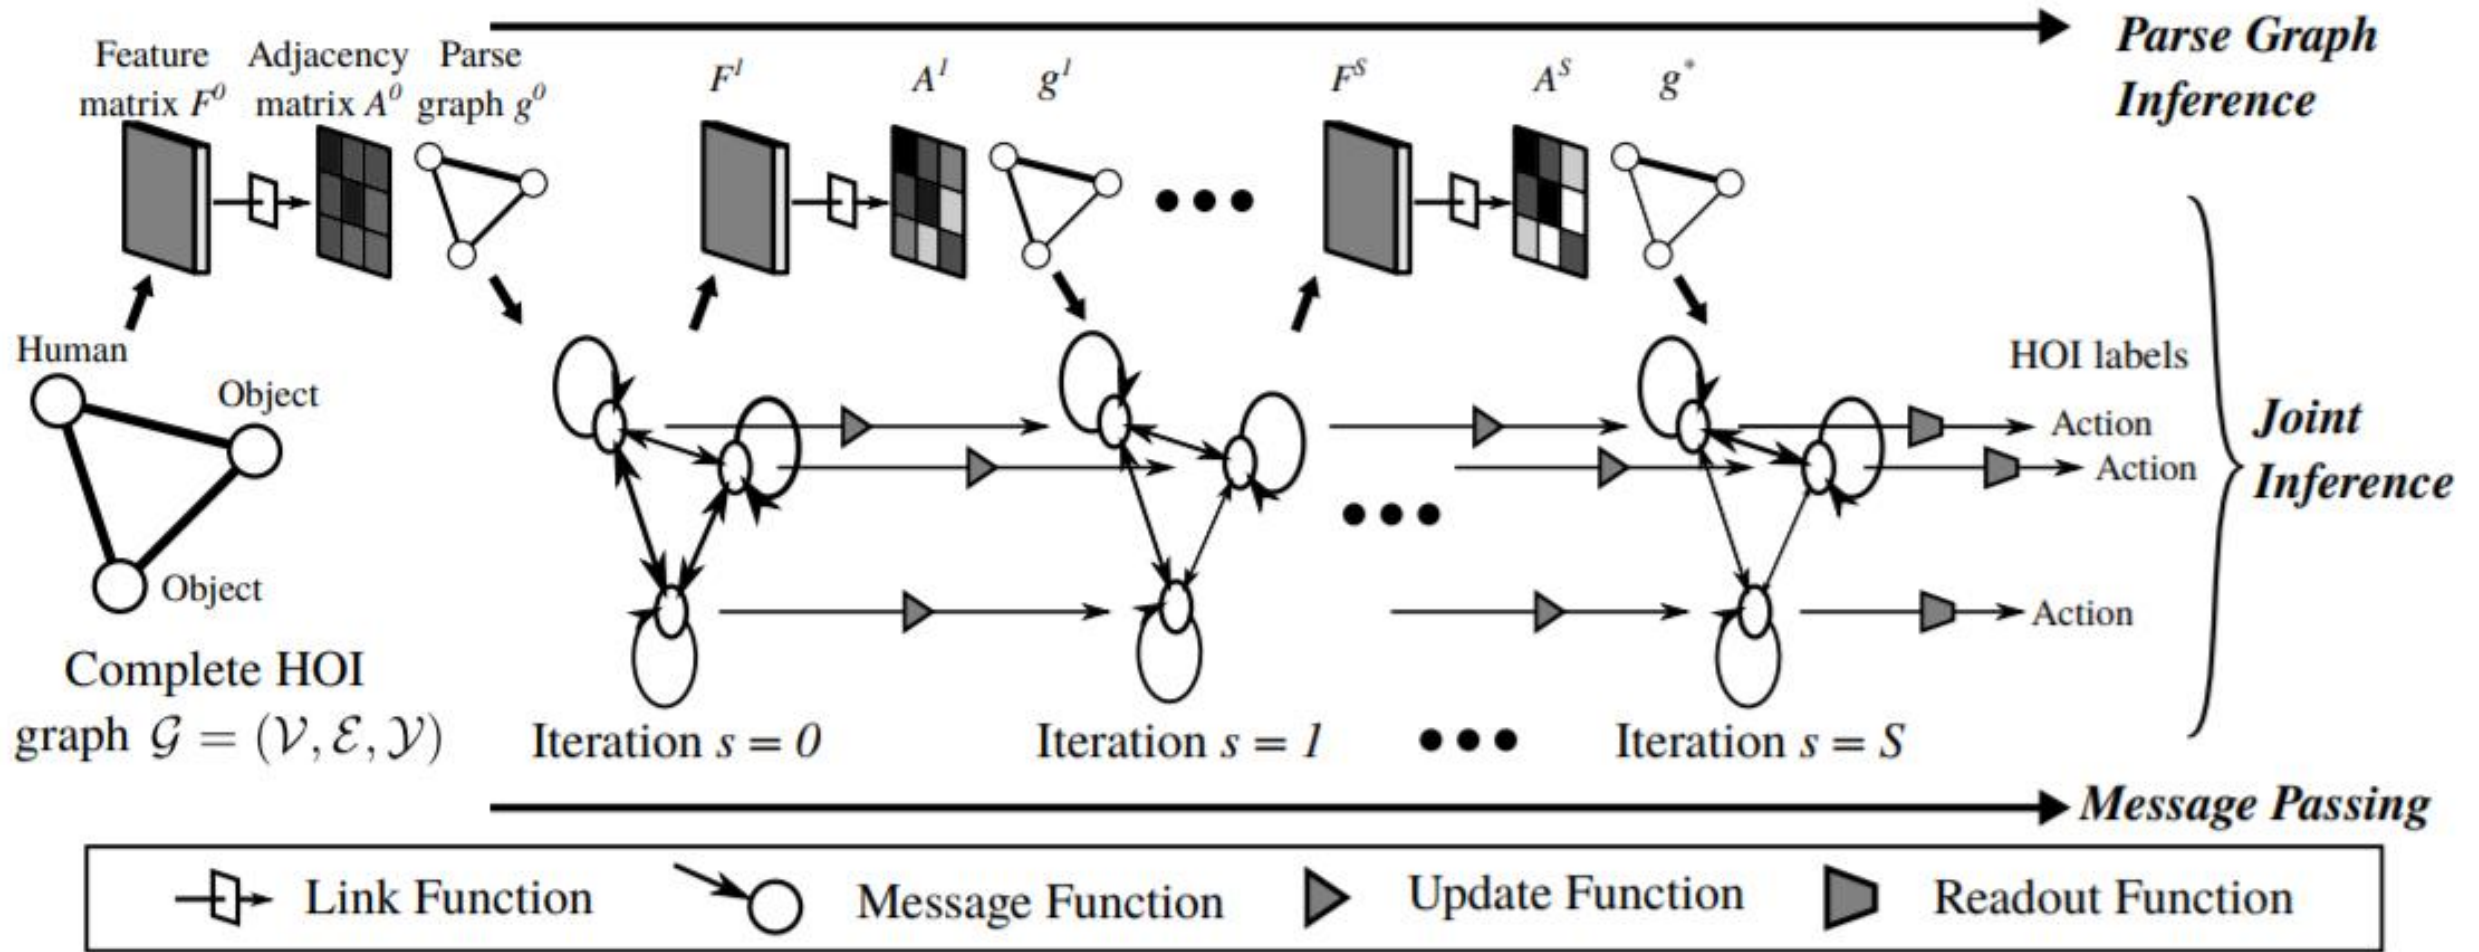 Parse Graph
Inference
Feature
matrix F⁰
Adjacency
matrix A⁰
Parse
graph g⁰
F¹
A¹
g¹
Fˢ
Aˢ
g*
Human
Object
Object
Complete HOI
graph 𝒢 = (𝒱, ℰ, 𝒴)
HOI labels
Action
Action
Action
Joint
Inference
Iteration s = 0
Iteration s = 1
Iteration s = S
Message Passing
Link Function
Message Function
Update Function
Readout Function